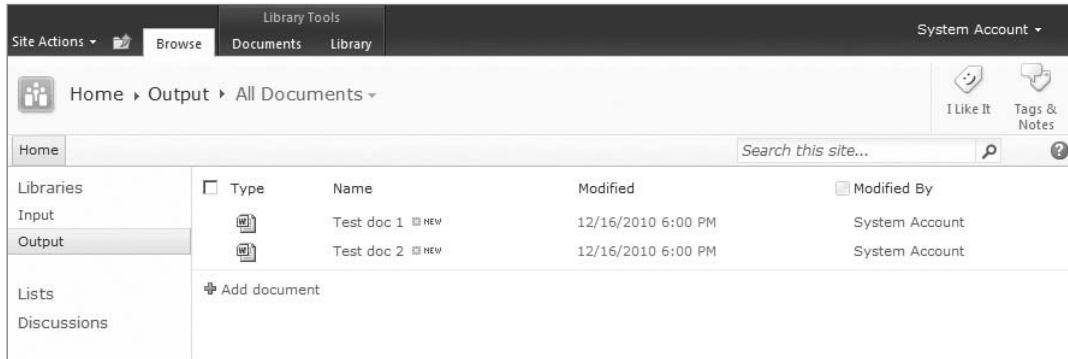 Library Tools
Site Actions Browse Documents Library System Account
Home Output All Documents
I Like It Tags & Notes
Home Search this site...
Libraries
Input
Output
Lists
Discussions
Type Name Modified Modified By
Test doc 1 NEW 12/16/2010 6:00 PM System Account
Test doc 2 NEW 12/16/2010 6:00 PM System Account
Add document